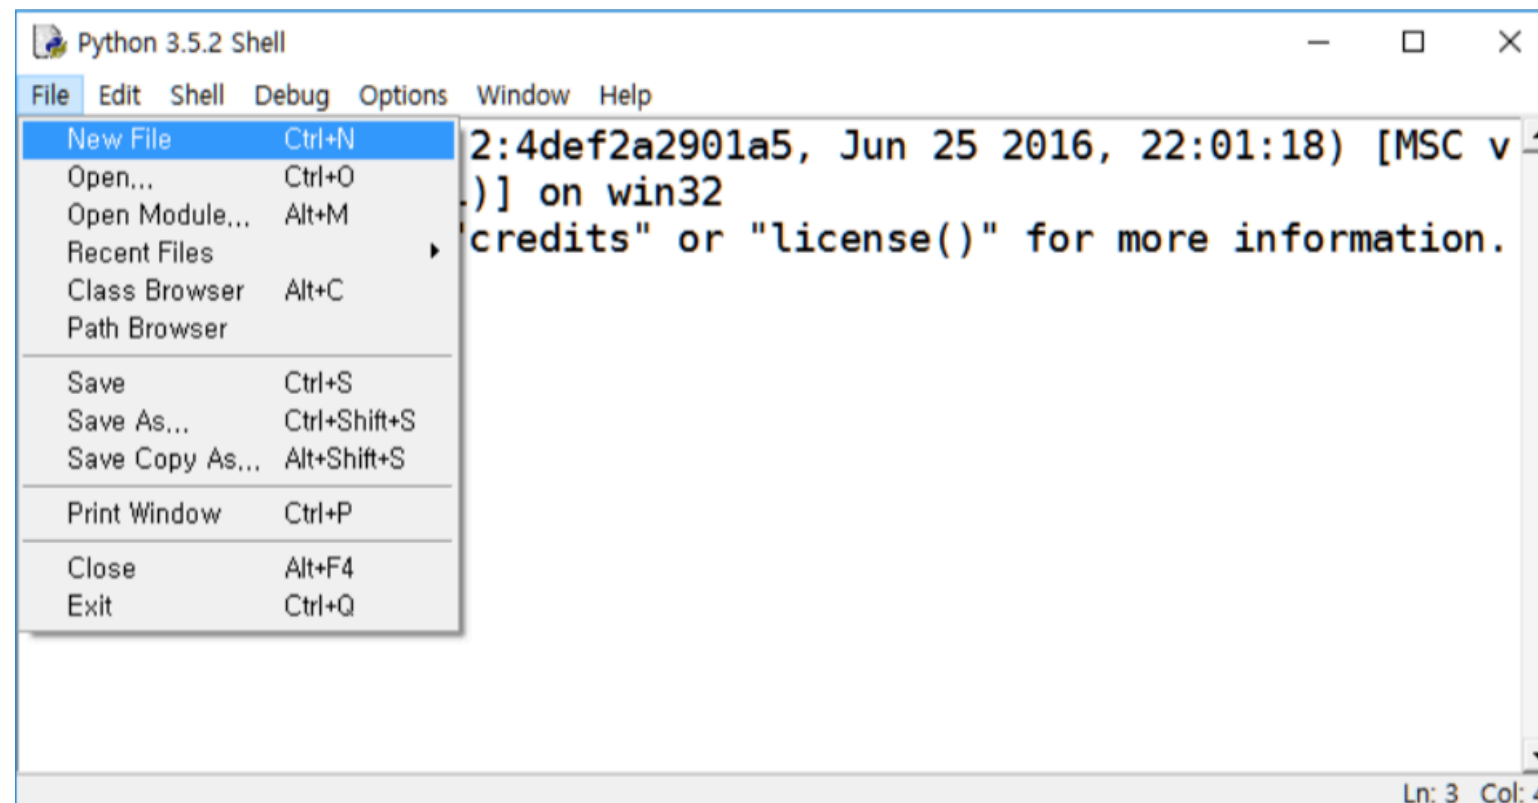 Python 3.5.2 Shell
File Edit Shell Debug Options Window Help
New File Ctrl+N
Open... Ctrl+O
Open Module... Alt+M
Recent Files
Class Browser Alt+C
Path Browser
Save Ctrl+S
Save As... Ctrl+Shift+S
Save Copy As... Alt+Shift+S
Print Window Ctrl+P
Close Alt+F4
Exit Ctrl+Q
2:4def2a2901a5, Jun 25 2016, 22:01:18) [MSC v
.)] on win32
"credits" or "license()" for more information.
Ln: 3 Col: